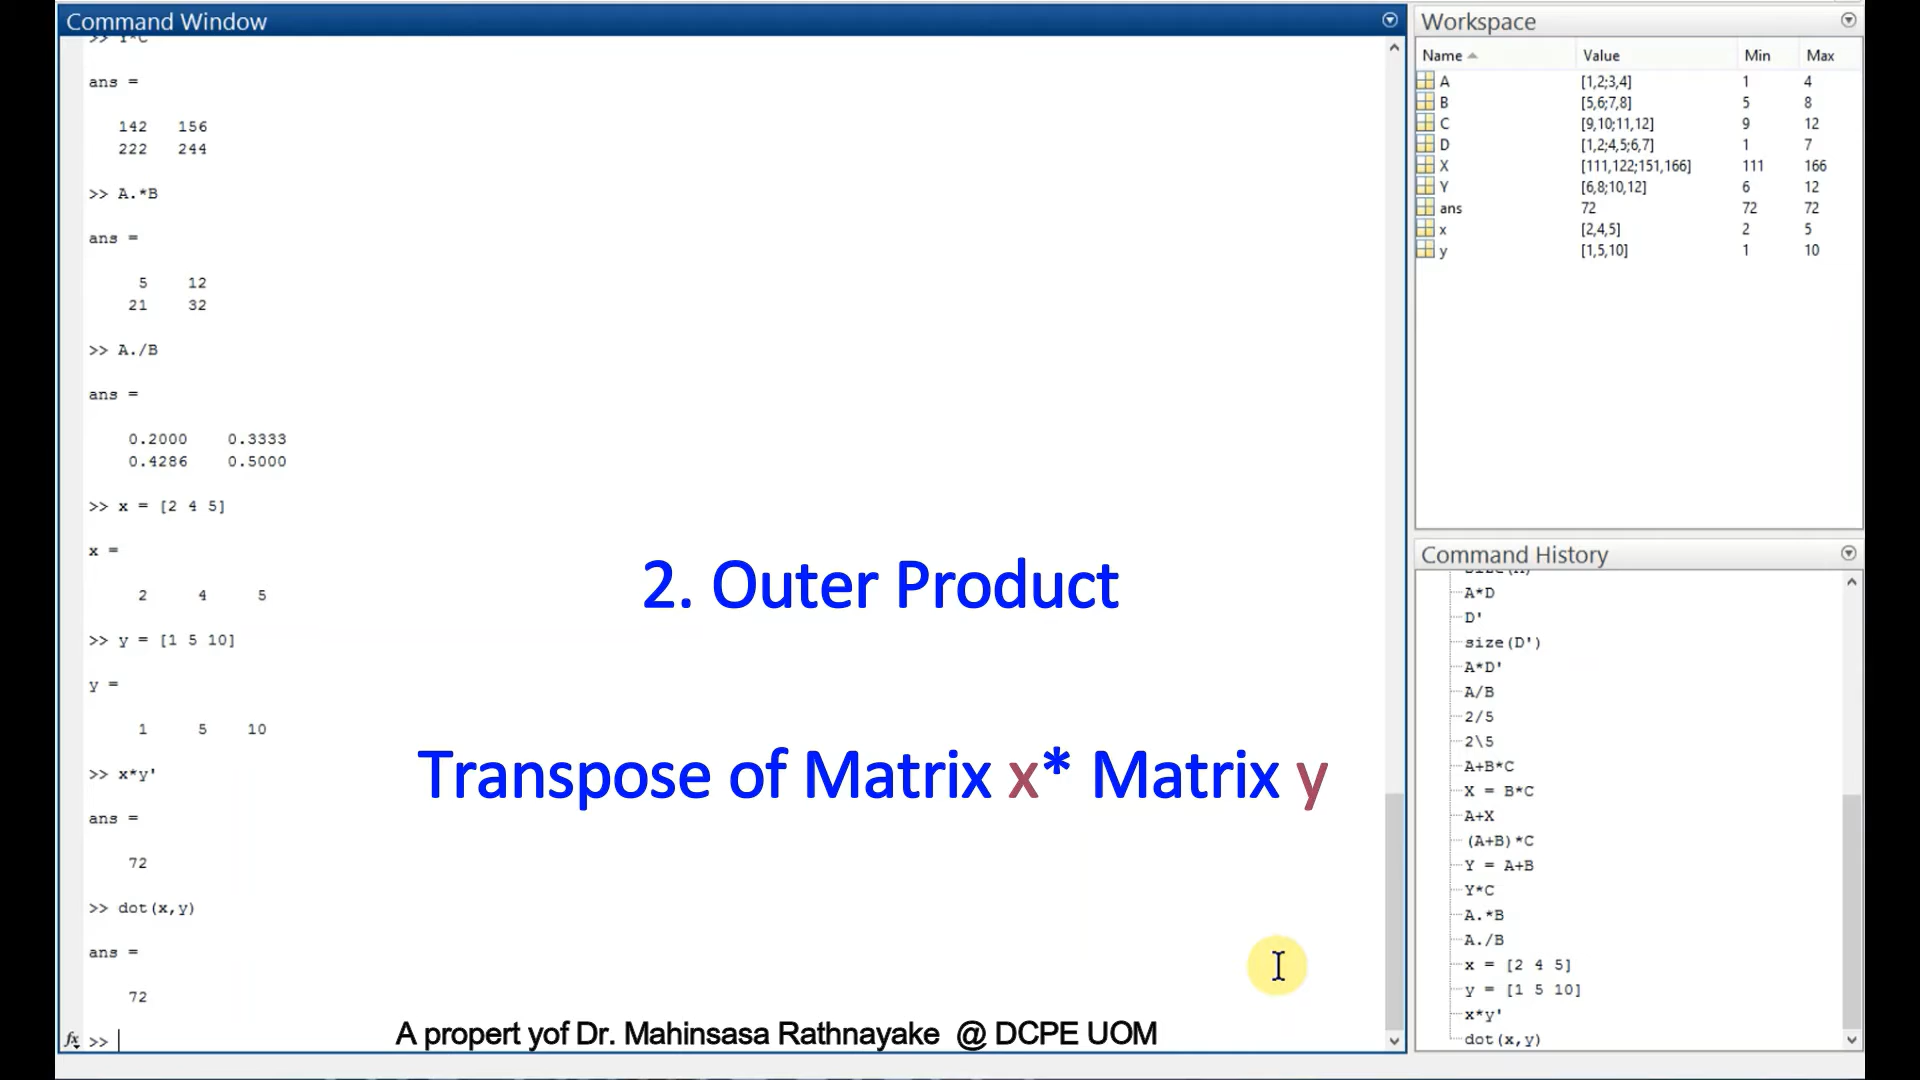 Command Window
>> Y*C
ans =
142 156
222 244
>> A.*B
ans =
5 12
21 32
>> A./B
ans =
0.2000 0.3333
0.4286 0.5000
>> x = [2 4 5]
x =
2 4 5
>> y = [1 5 10]
y =
1 5 10
>> x*y'
ans =
72
>> dot(x,y)
ans =
72
fx >>
2. Outer Product
Transpose of Matrix x* Matrix y
A propert yof Dr. Mahinsasa Rathnayake @ DCPE UOM
Workspace
Name Value Min Max
A [1,2;3,4] 1 4
B [5,6;7,8] 5 8
C [9,10;11,12] 9 12
D [1,2;4,5;6,7] 1 7
X [111,122;151,166] 111 166
Y [6,8;10,12] 6 12
ans 72 72 72
x [2,4,5] 2 5
y [1,5,10] 1 10
Command History
A*D
D'
size(D')
A*D'
A/B
2/5
2\5
A+B*C
X = B*C
A+X
(A+B)*C
Y = A+B
Y*C
A.*B
A./B
x = [2 4 5]
y = [1 5 10]
x*y'
dot(x,y)